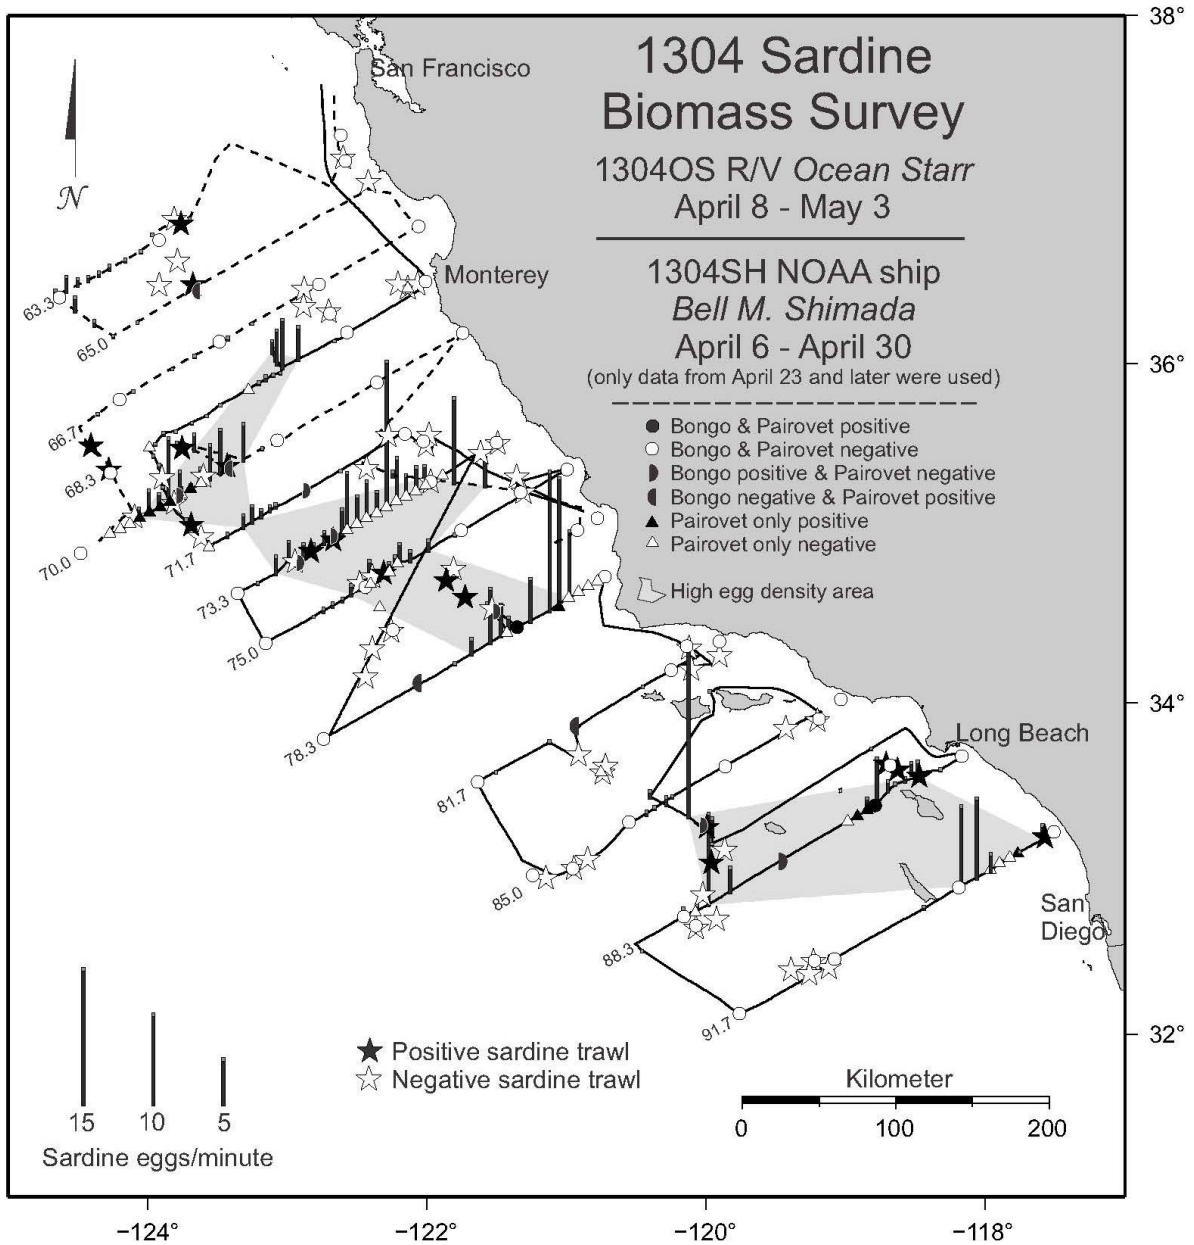 38°
San Francisco
1304 Sardine
Biomass Survey
1304OS R/V Ocean Starr
April 8 - May 3
N
Monterey
1304SH NOAA ship
Bell M. Shimada
April 6 - April 30
(only data from April 23 and later were used)
63.3
65.0
36°
66.7
68.3
70.0
71.7
73.3
75.0
78.3
Bongo & Pairovet positive
Bongo & Pairovet negative
Bongo positive & Pairovet negative
Bongo negative & Pairovet positive
Pairovet only positive
Pairovet only negative
High egg density area
34°
Long Beach
81.7
85.0
88.3
91.7
San
Diego
32°
Positive sardine trawl
Negative sardine trawl
15 10 5
Sardine eggs/minute
Kilometer
0 100 200
−124° −122° −120° −118°